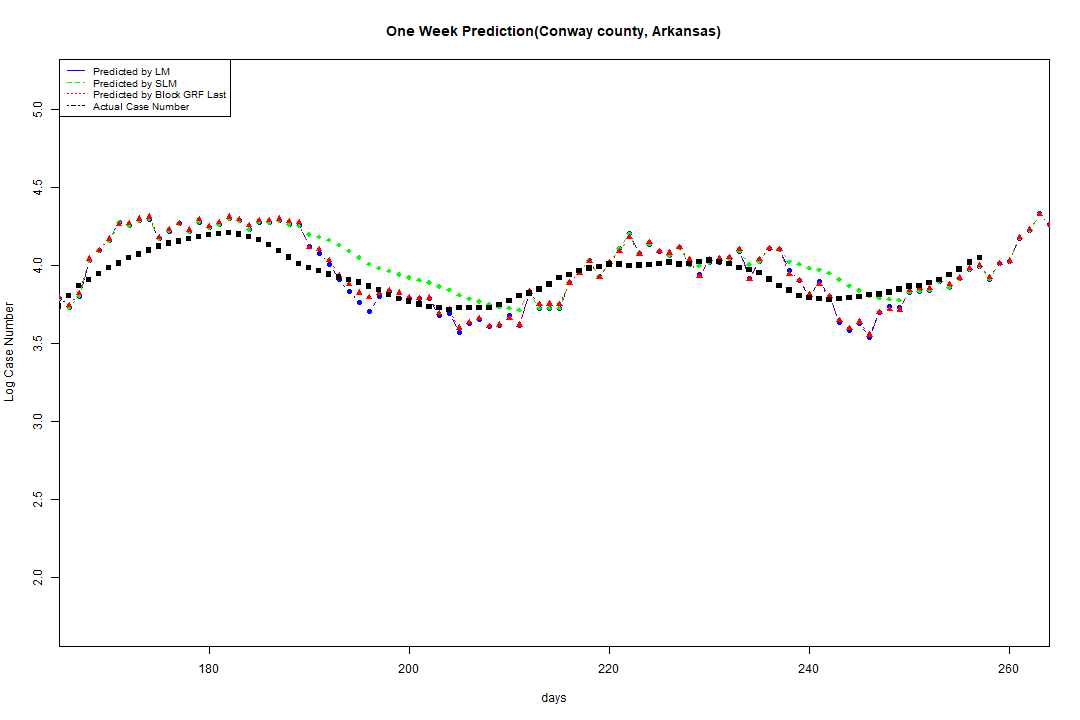 One Week Prediction(Conway county, Arkansas)
Predicted by LM
Predicted by SLM
Predicted by Block GRF Last
Actual Case Number
5.0
4.5
4.0
3.5
3.0
2.5
2.0
Log Case Number
180 200 220 240 260
days